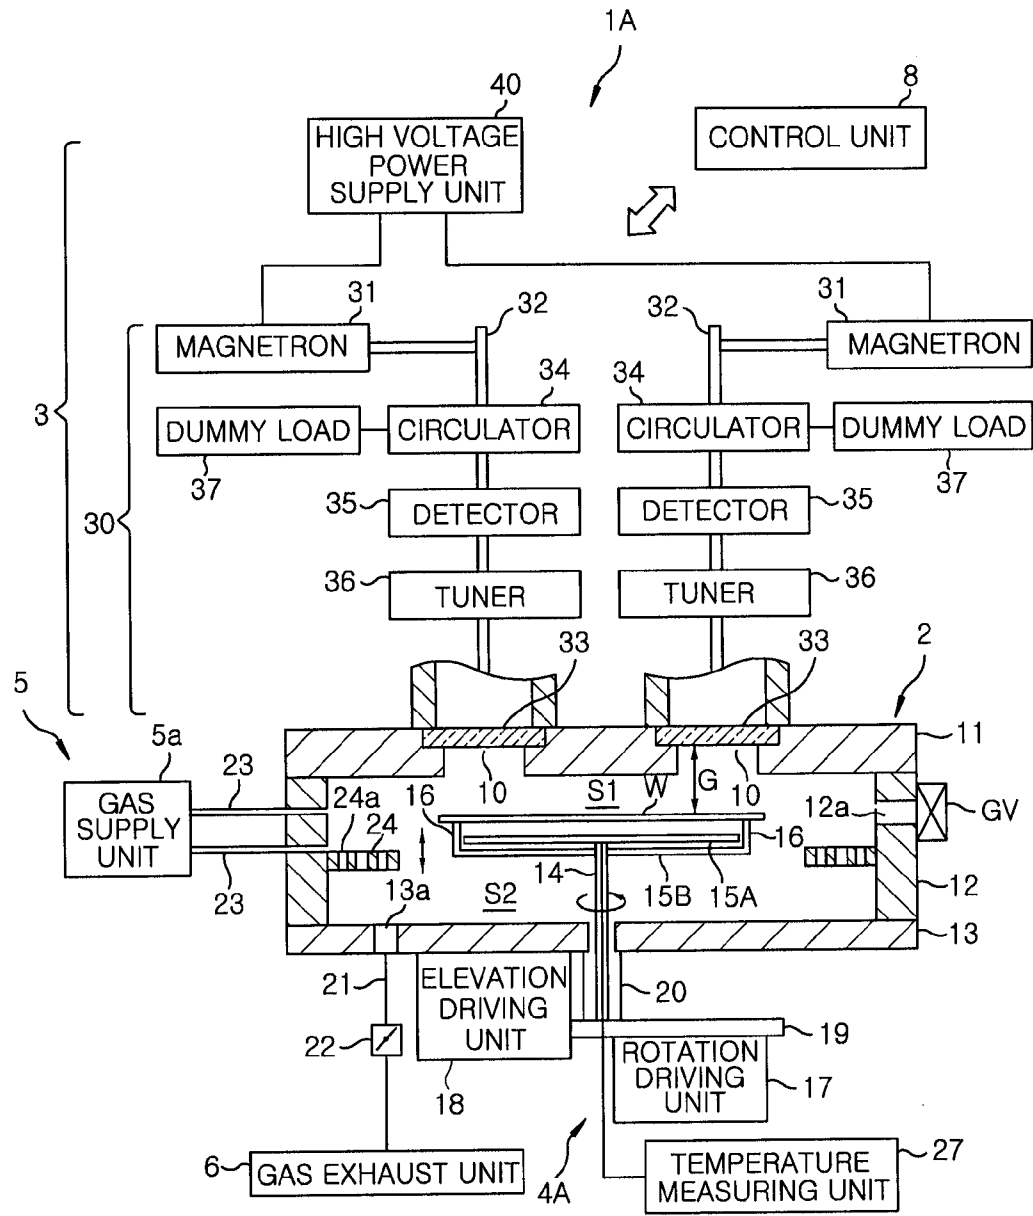 1A
40
8
HIGH VOLTAGE
POWER
SUPPLY UNIT
CONTROL UNIT
31
32
32
31
MAGNETRON
MAGNETRON
34
34
3
DUMMY LOAD
CIRCULATOR
CIRCULATOR
DUMMY LOAD
37
35
35
37
30
DETECTOR
DETECTOR
36
36
TUNER
TUNER
33
33
2
5
5a
11
23
24a
16
10
S1
W
G
10
12a
GV
GAS
SUPPLY
UNIT
24
16
23
13a
14
15B
15A
12
S2
13
21
ELEVATION
DRIVING
UNIT
20
22
19
18
ROTATION
DRIVING
UNIT
17
6
GAS EXHAUST UNIT
4A
TEMPERATURE
MEASURING UNIT
27